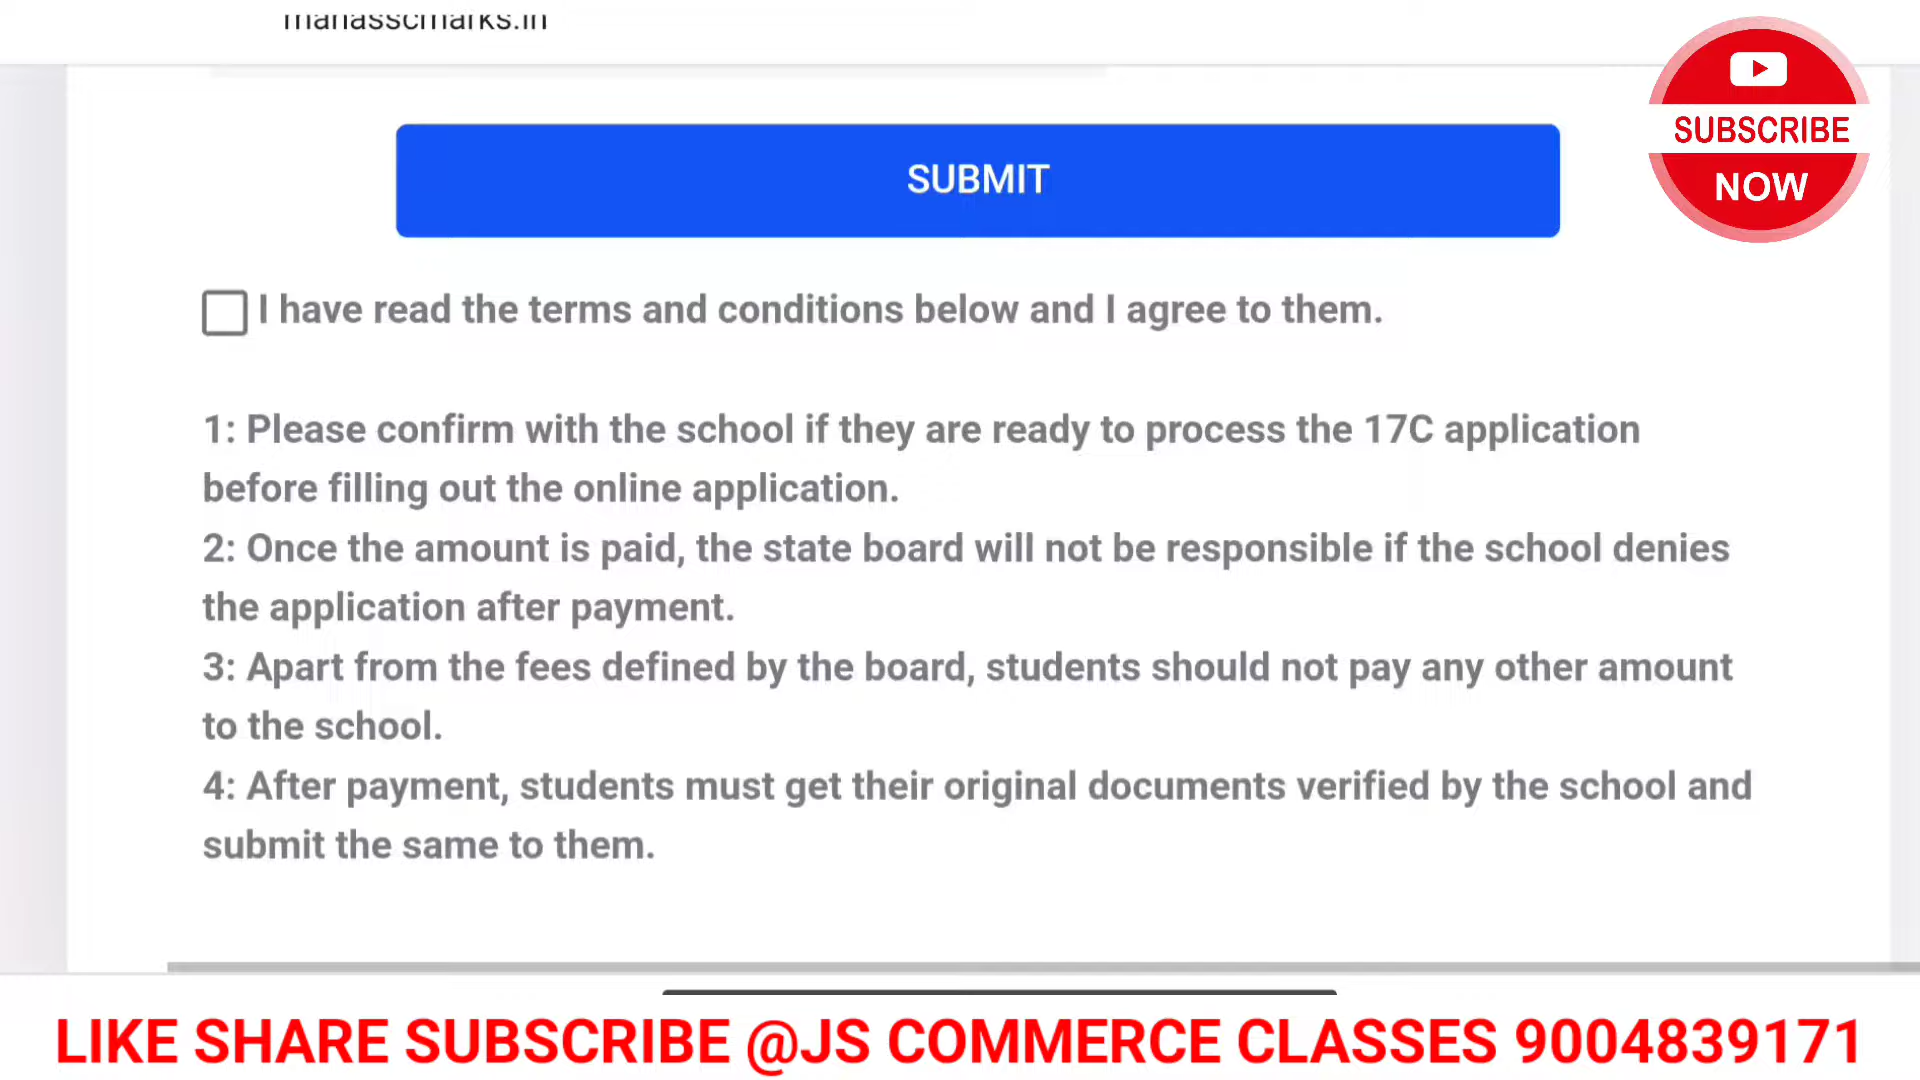 mahasscmarks.in
SUBMIT
SUBSCRIBE
NOW
I have read the terms and conditions below and I agree to them.
1: Please confirm with the school if they are ready to process the 17C application
before filling out the online application.
2: Once the amount is paid, the state board will not be responsible if the school denies
the application after payment.
3: Apart from the fees defined by the board, students should not pay any other amount
to the school.
4: After payment, students must get their original documents verified by the school and
submit the same to them.
LIKE SHARE SUBSCRIBE @JS COMMERCE CLASSES 9004839171